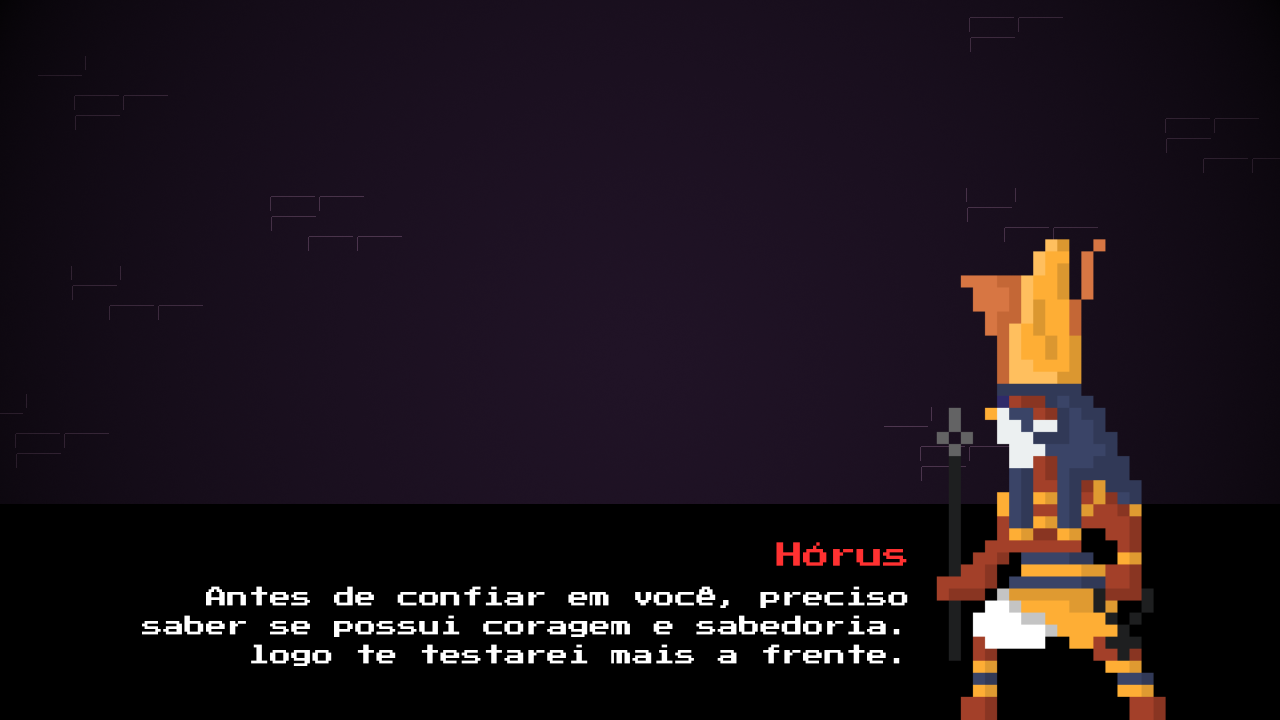 Hórus
Antes de confiar em você, preciso
saber se possui coragem e sabedoria.
logo te testarei mais a frente.